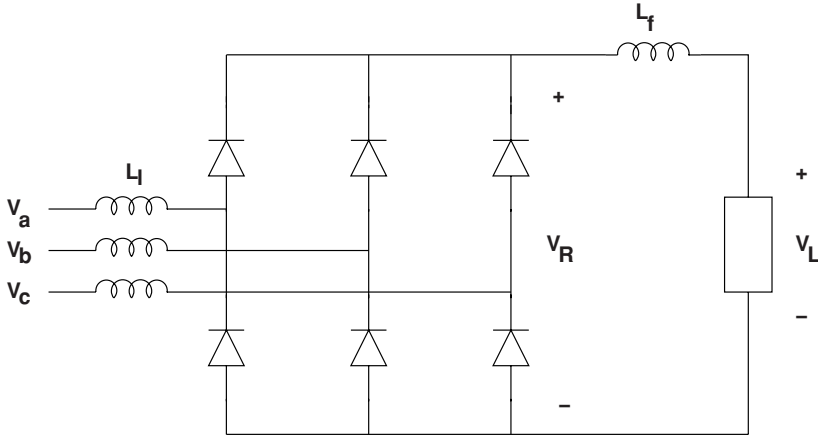 L_f
+
L_l
V_a
+
V_b
V_R
V_L
V_c
–
–